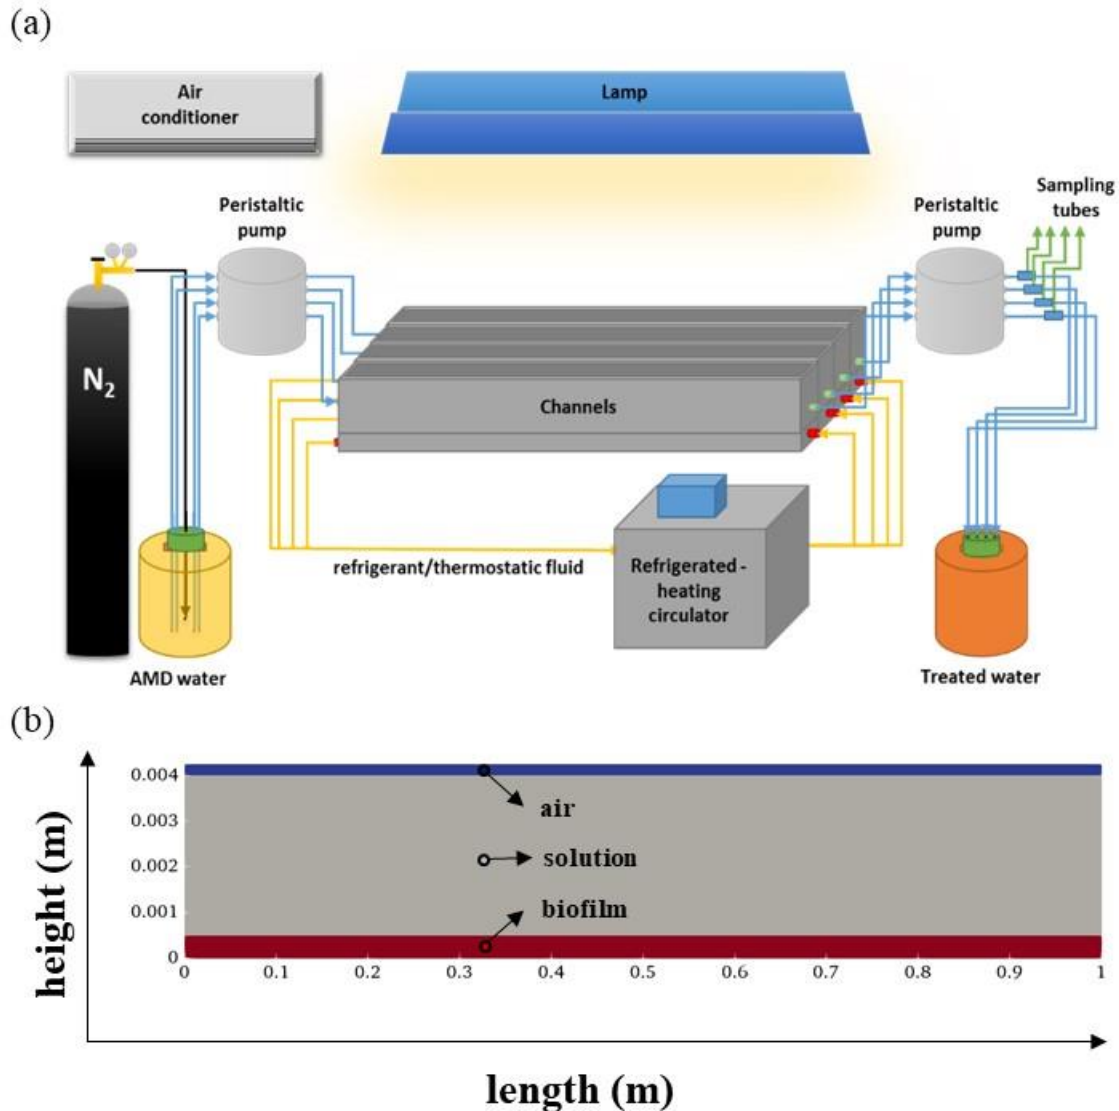 (a)
Air
conditioner
Lamp
Peristaltic
pump
Peristaltic
pump
Sampling
tubes
N2
Channels
refrigerant/thermostatic fluid
Refrigerated -
heating
circulator
AMD water
Treated water
(b)
height (m)
0.004
0.003
0.002
0.001
0
air
solution
biofilm
0 0.1 0.2 0.3 0.4 0.5 0.6 0.7 0.8 0.9 1
length (m)